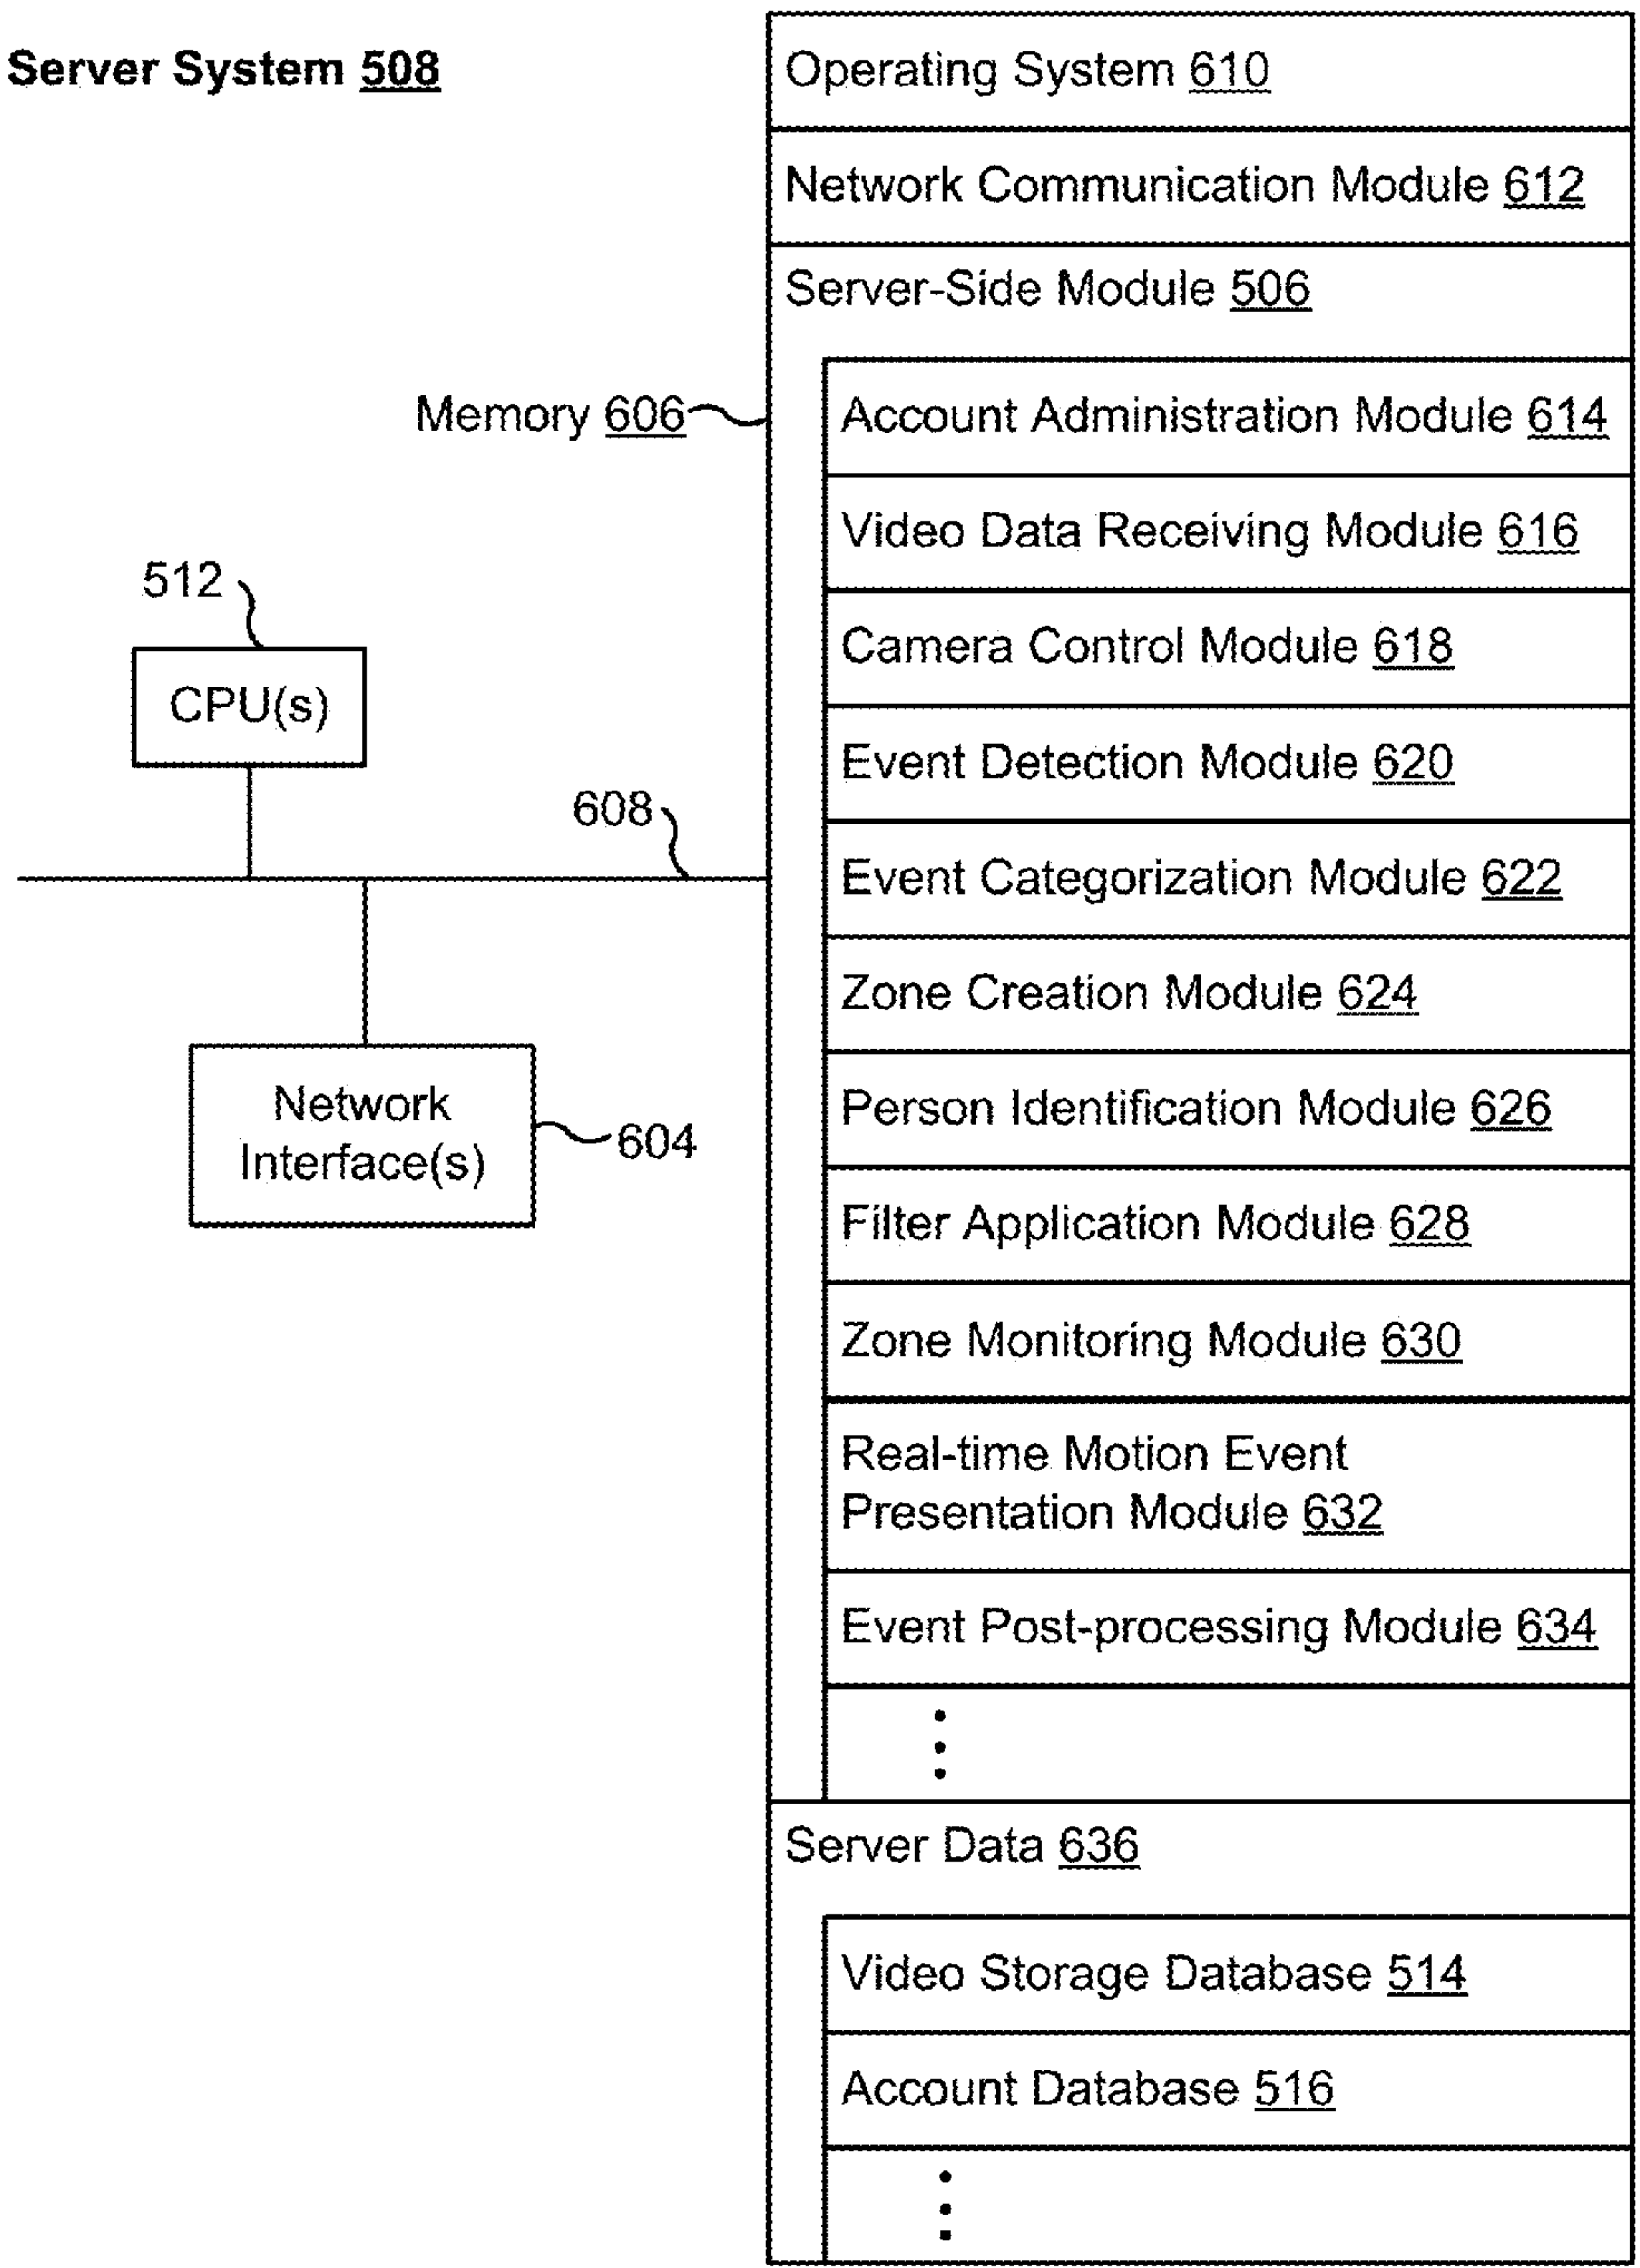 Server System 508
Operating System 610
Network Communication Module 612
Server-Side Module 506
Memory 606
Account Administration Module 614
Video Data Receiving Module 616
Camera Control Module 618
Event Detection Module 620
Event Categorization Module 622
Zone Creation Module 624
Person Identification Module 626
Filter Application Module 628
Zone Monitoring Module 630
Real-time Motion Event
Presentation Module 632
Event Post-processing Module 634
Server Data 636
Video Storage Database 514
Account Database 516
512
CPU(s)
608
Network
Interface(s)
604